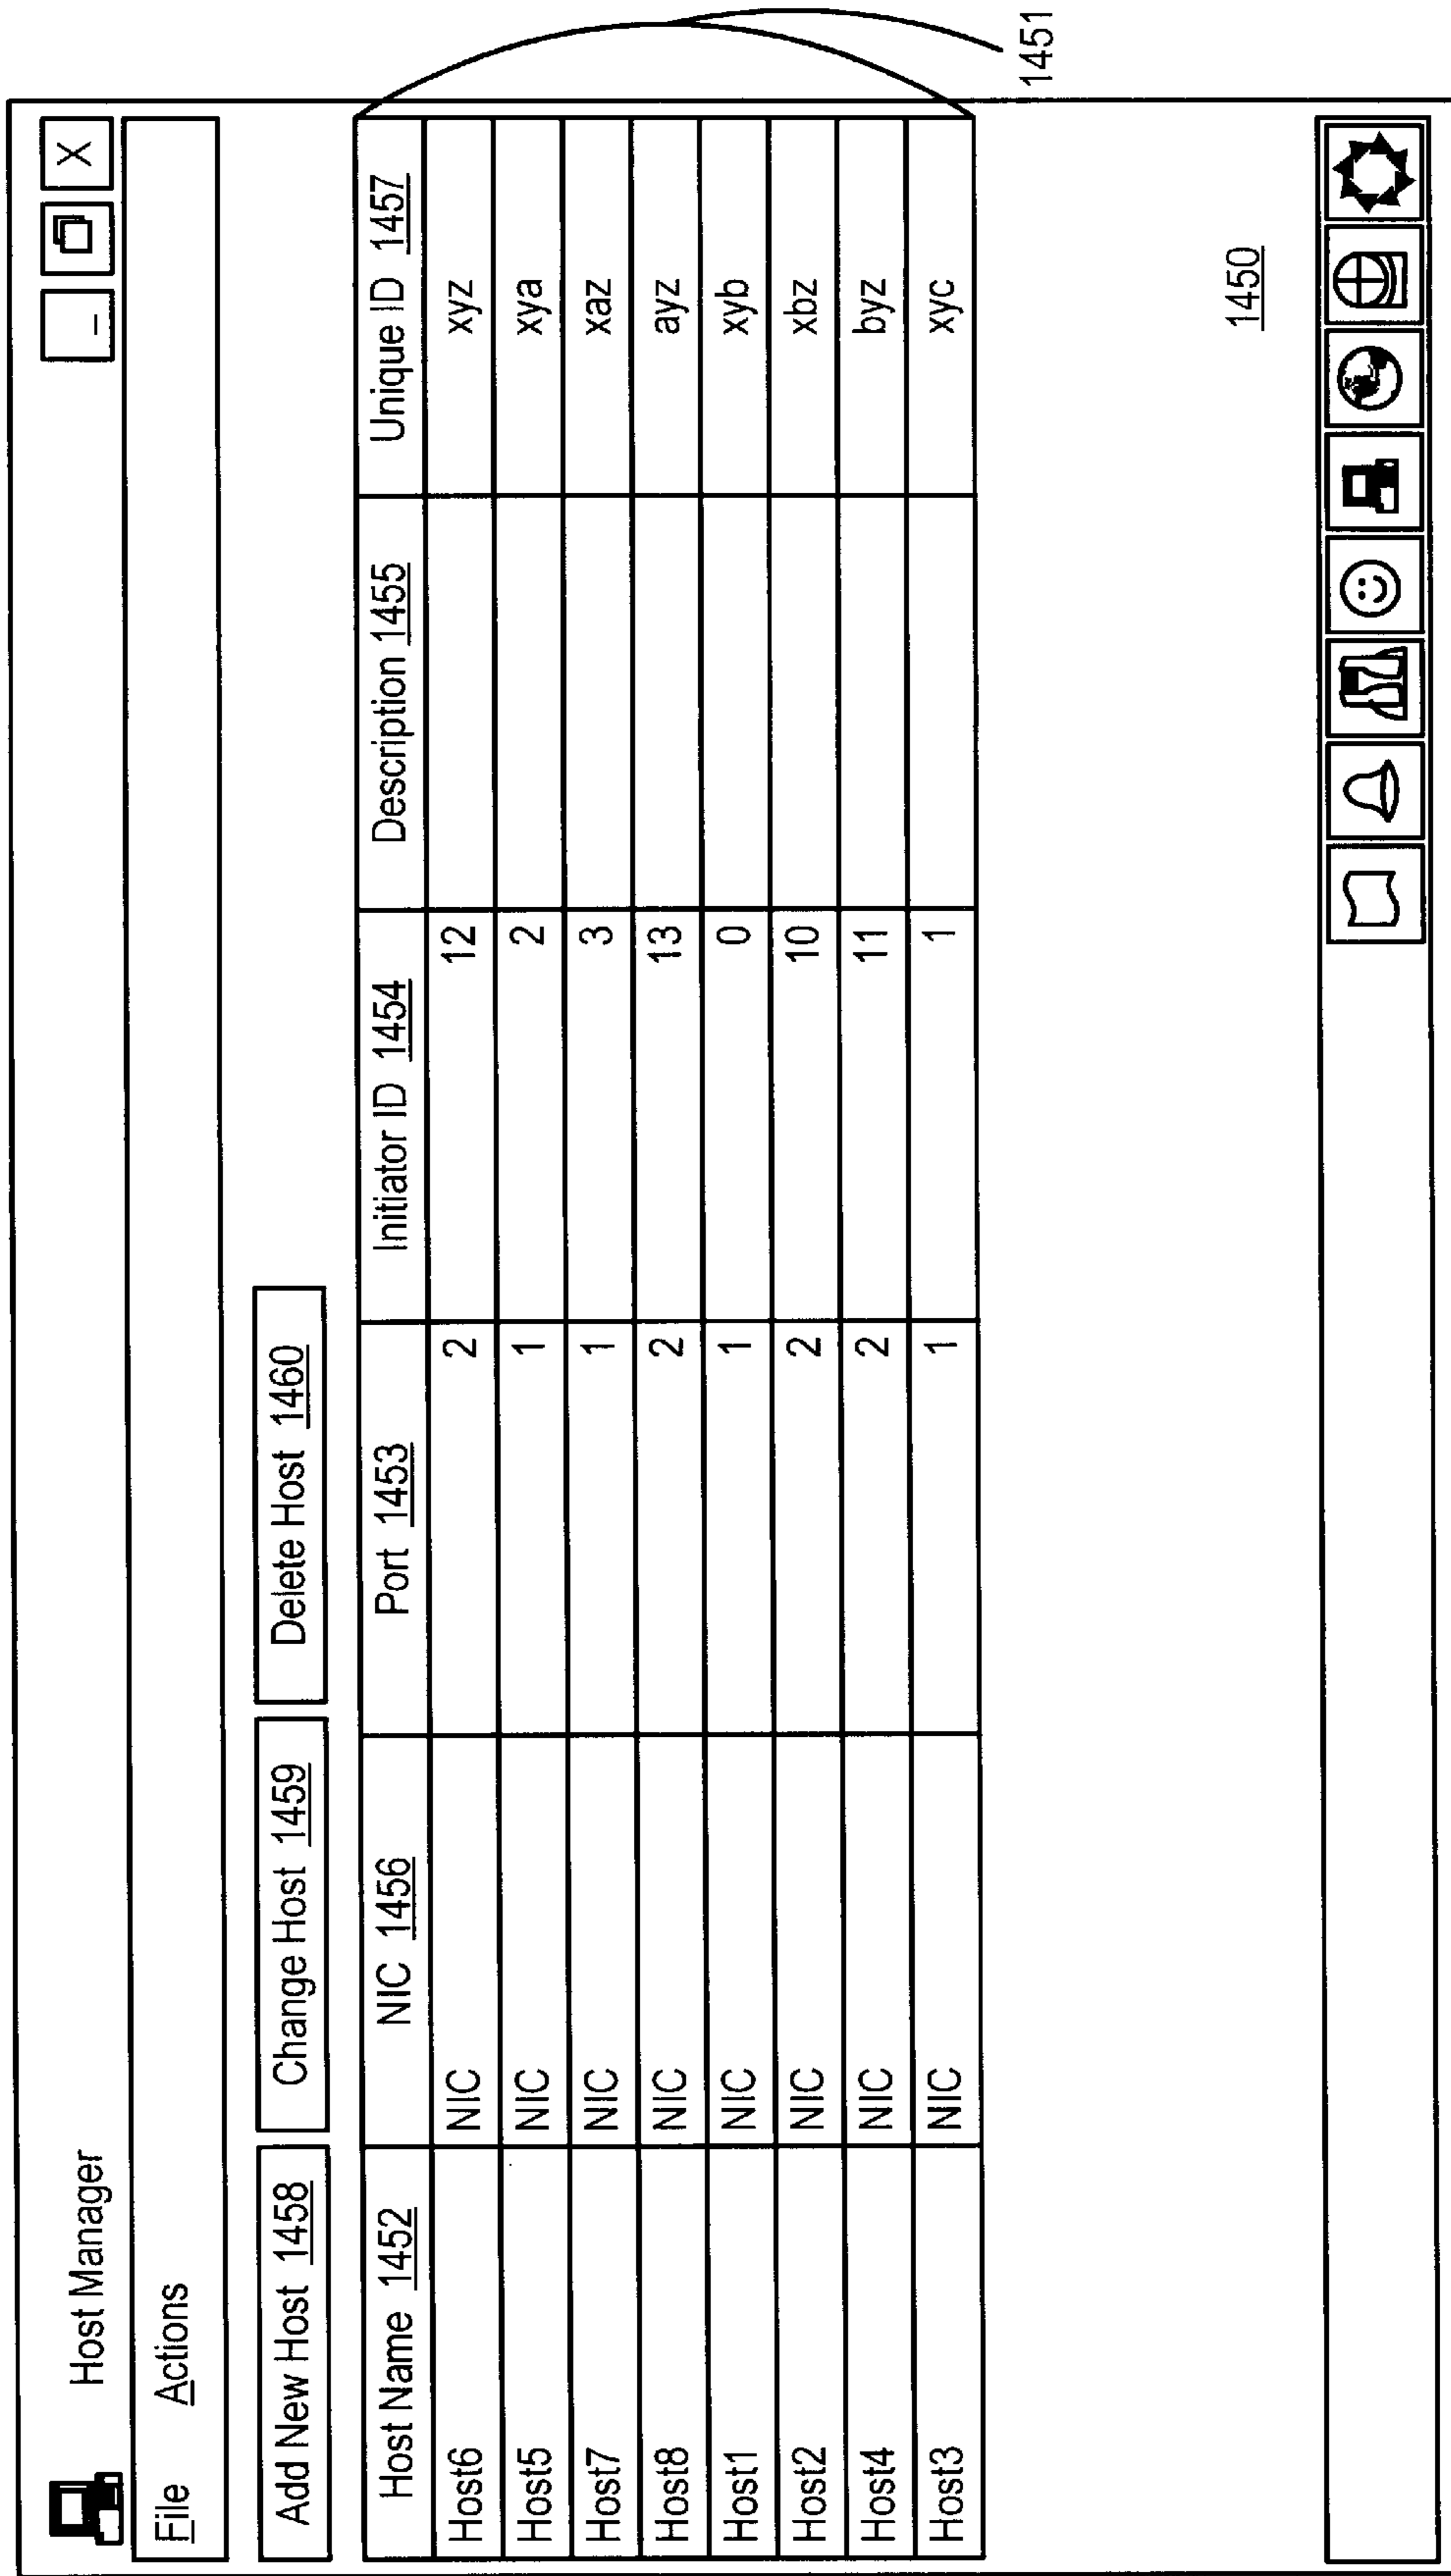 Host Manager _ X
File Actions
Add New Host 1458 Change Host 1459 Delete Host 1460
Host Name 1452 NIC 1456 Port 1453 Initiator ID 1454 Description 1455 Unique ID 1457
Host6 NIC 2 12 xyz
Host5 NIC 1 2 xya
Host7 NIC 1 3 xaz
Host8 NIC 2 13 ayz
Host1 NIC 1 0 xyb
Host2 NIC 2 10 xbz
Host4 NIC 2 11 byz
Host3 NIC 1 1 xyc
1451
1450